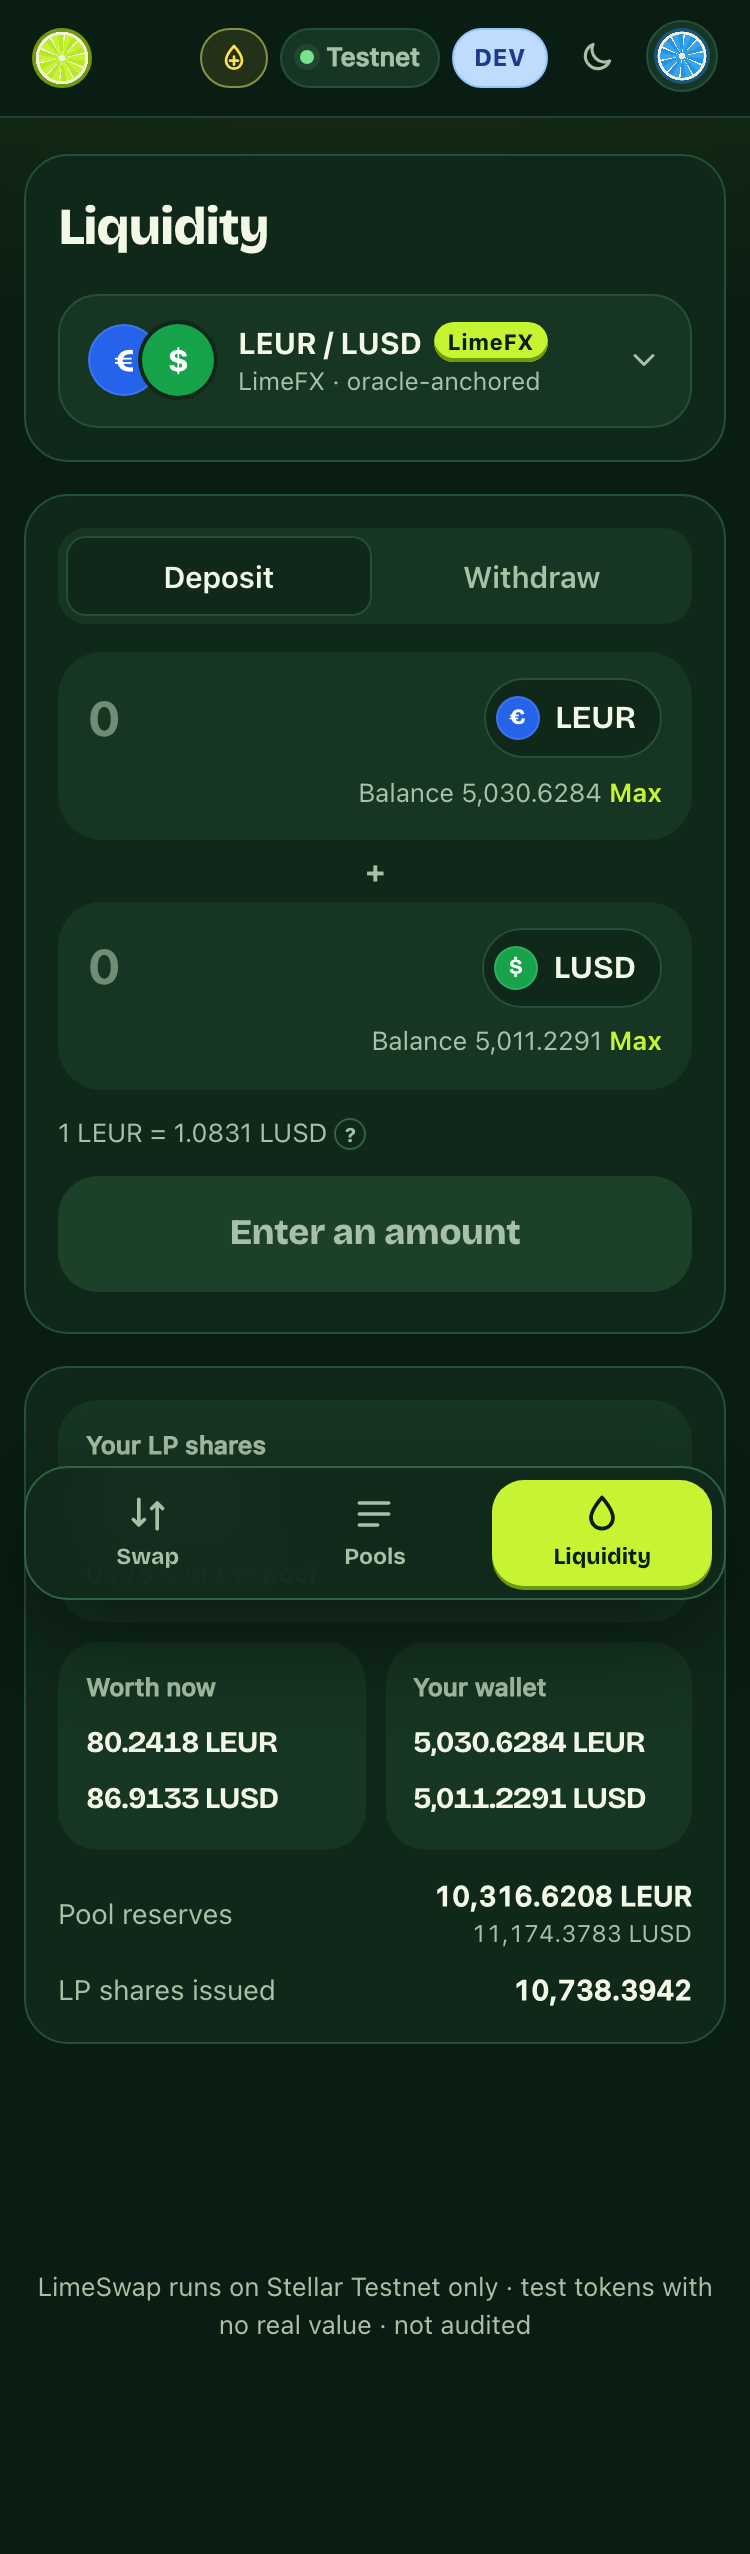 Testnet
DEV
Liquidity
€ $
LEUR / LUSD LimeFX
LimeFX · oracle-anchored
Deposit Withdraw
0 € LEUR
Balance 5,030.6284 Max
+
0 $ LUSD
Balance 5,011.2291 Max
1 LEUR = 1.0831 LUSD ?
Enter an amount
Your LP shares
Swap Pools Liquidity
of the pool
Worth now
80.2418 LEUR
86.9133 LUSD
Your wallet
5,030.6284 LEUR
5,011.2291 LUSD
Pool reserves
10,316.6208 LEUR
11,174.3783 LUSD
LP shares issued
10,738.3942
LimeSwap runs on Stellar Testnet only · test tokens with
no real value · not audited